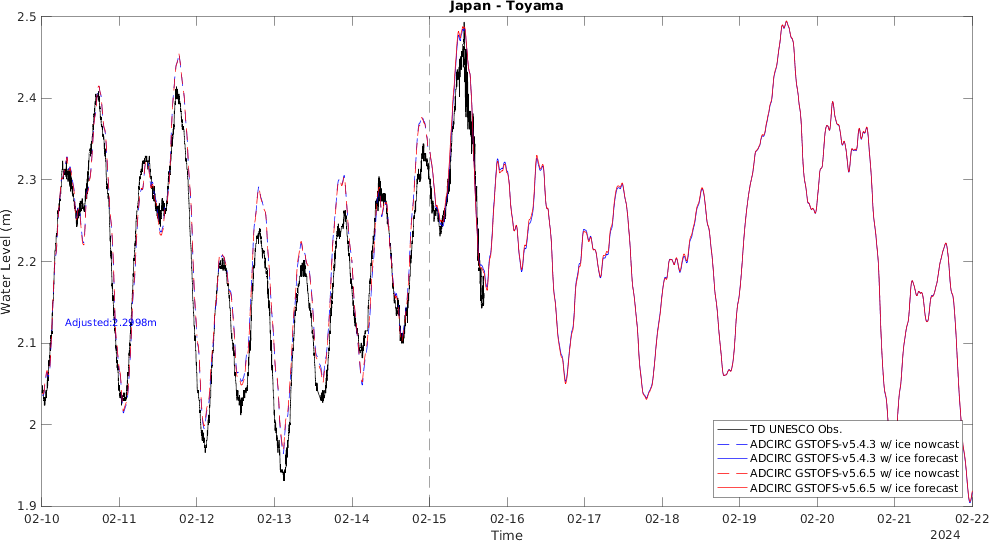 Japan - Toyama
2.5
2.4
2.3
2.2
2.1
2
1.9
Water Level (m)
Adjusted:2.2998m
TD UNESCO Obs.
ADCIRC GSTOFS-v5.4.3 w/ ice nowcast
ADCIRC GSTOFS-v5.4.3 w/ ice forecast
ADCIRC GSTOFS-v5.6.5 w/ ice nowcast
ADCIRC GSTOFS-v5.6.5 w/ ice forecast
02-10 02-11 02-12 02-13 02-14 02-15 02-16 02-17 02-18 02-19 02-20 02-21 02-22
Time
2024